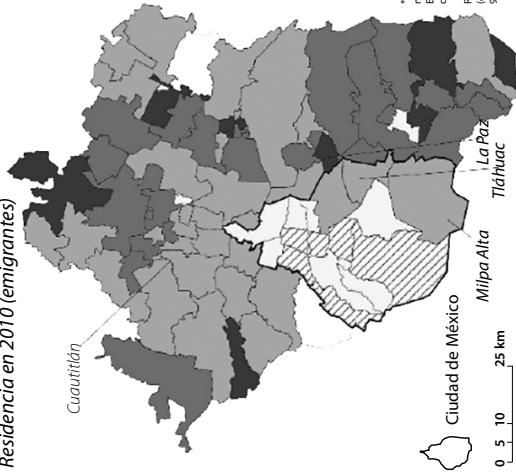 Residencia en 2010 (emigrantes)
Cuautitlán
La Paz
Tláhuac
Milpa Alta
Ciudad de México
0 5 10 25 km